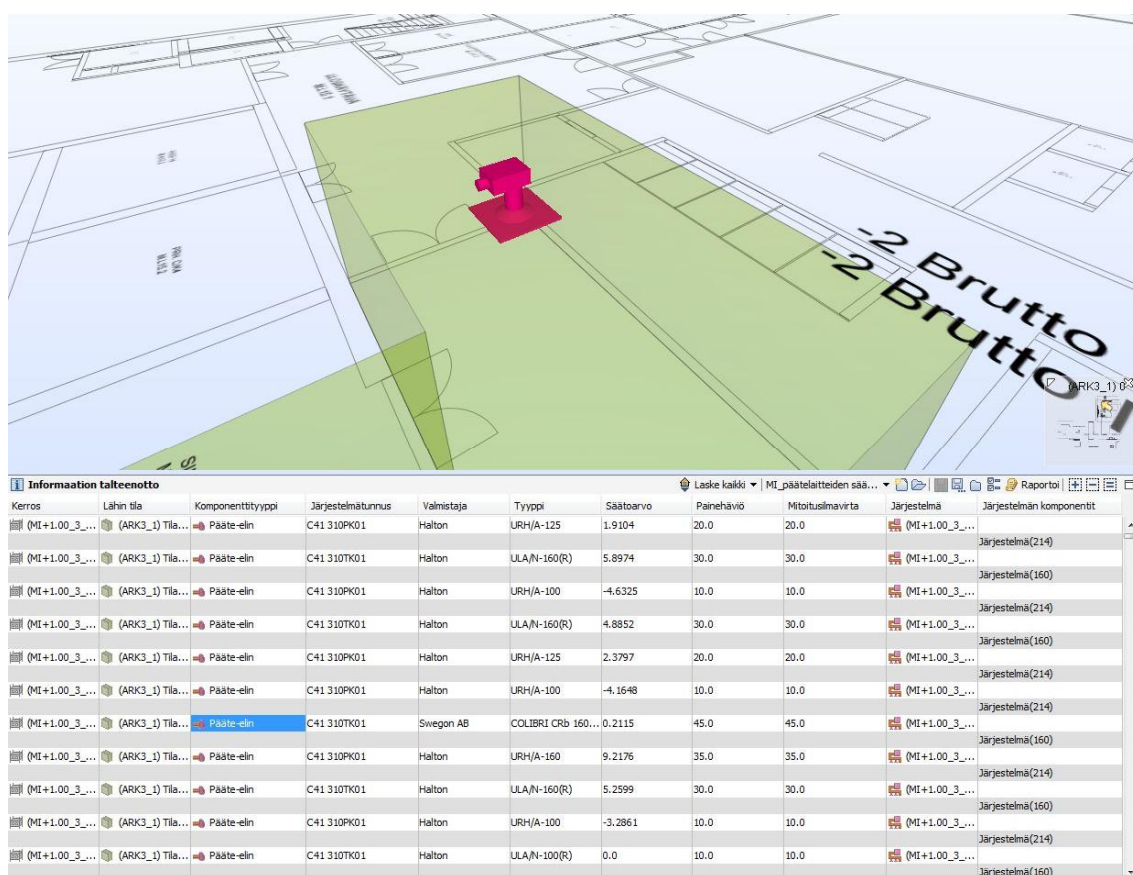 -2 Brutto
-2 Brutto
(ARK3_1) 0
Informaation talteenotto Laske kaikki MI_päätelaitteiden sää... Raportoi
Kerros Lähin tila Komponenttityyppi Järjestelmätunnus Valmistaja Tyyppi Säätoarvo Painehäviö Mitoitusilmavirta Järjestelmä Järjestelmän komponentit
(MI+1.00_3_... (ARK3_1) Tila... Pääte-elin C41 310PK01 Halton URH/A-125 1.9104 20.0 20.0 (MI+1.00_3_...
Järjestelmä(214)
(MI+1.00_3_... (ARK3_1) Tila... Pääte-elin C41 310TK01 Halton ULA/N-160(R) 5.8974 30.0 30.0 (MI+1.00_3_...
Järjestelmä(160)
(MI+1.00_3_... (ARK3_1) Tila... Pääte-elin C41 310PK01 Halton URH/A-100 -4.6325 10.0 10.0 (MI+1.00_3_...
Järjestelmä(214)
(MI+1.00_3_... (ARK3_1) Tila... Pääte-elin C41 310TK01 Halton ULA/N-160(R) 4.8852 30.0 30.0 (MI+1.00_3_...
Järjestelmä(160)
(MI+1.00_3_... (ARK3_1) Tila... Pääte-elin C41 310PK01 Halton URH/A-125 2.3797 20.0 20.0 (MI+1.00_3_...
Järjestelmä(214)
(MI+1.00_3_... (ARK3_1) Tila... Pääte-elin C41 310PK01 Halton URH/A-100 -4.1648 10.0 10.0 (MI+1.00_3_...
Järjestelmä(214)
(MI+1.00_3_... (ARK3_1) Tila... Pääte-elin C41 310TK01 Swegon AB COLIBRI CRb 160... 0.2115 45.0 45.0 (MI+1.00_3_...
Järjestelmä(160)
(MI+1.00_3_... (ARK3_1) Tila... Pääte-elin C41 310PK01 Halton URH/A-160 9.2176 35.0 35.0 (MI+1.00_3_...
Järjestelmä(214)
(MI+1.00_3_... (ARK3_1) Tila... Pääte-elin C41 310TK01 Halton ULA/N-160(R) 5.2599 30.0 30.0 (MI+1.00_3_...
Järjestelmä(160)
(MI+1.00_3_... (ARK3_1) Tila... Pääte-elin C41 310PK01 Halton URH/A-100 -3.2861 10.0 10.0 (MI+1.00_3_...
Järjestelmä(214)
(MI+1.00_3_... (ARK3_1) Tila... Pääte-elin C41 310TK01 Halton ULA/N-100(R) 0.0 10.0 10.0 (MI+1.00_3_...
Järjestelmä(160)